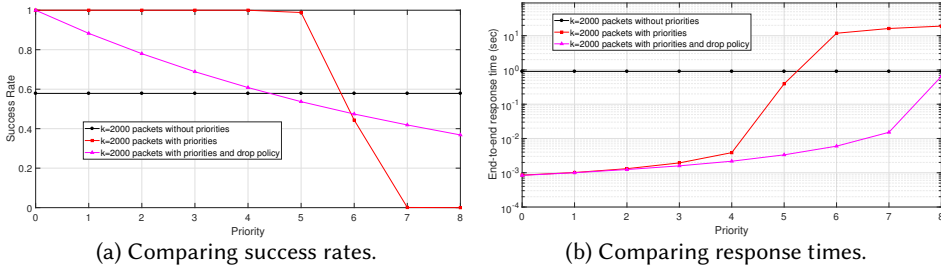 1
0.8
0.6
0.4
0.2
0
Success Rate
k=2000 packets without priorities
k=2000 packets with priorities
k=2000 packets with priorities and drop policy
0 1 2 3 4 5 6 7 8
Priority
(a) Comparing success rates.
10^1
10^0
10^-1
10^-2
10^-3
10^-4
End-to-end response time (sec)
k=2000 packets without priorities
k=2000 packets with priorities
k=2000 packets with priorities and drop policy
0 1 2 3 4 5 6 7 8
Priority
(b) Comparing response times.